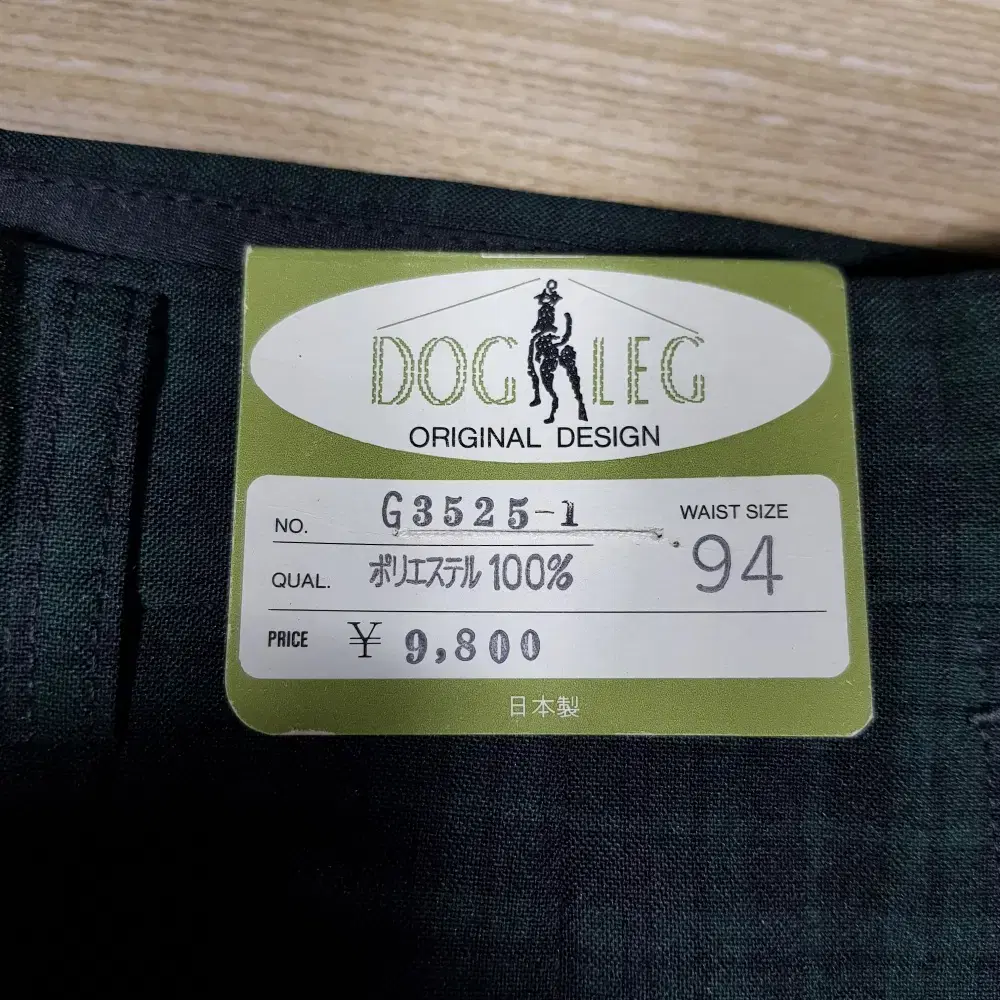 DOG LEG
ORIGINAL DESIGN
NO. G3525-1
WAIST SIZE
94
QUAL. ポリエステル 100%
PRICE ¥ 9,800
日本製